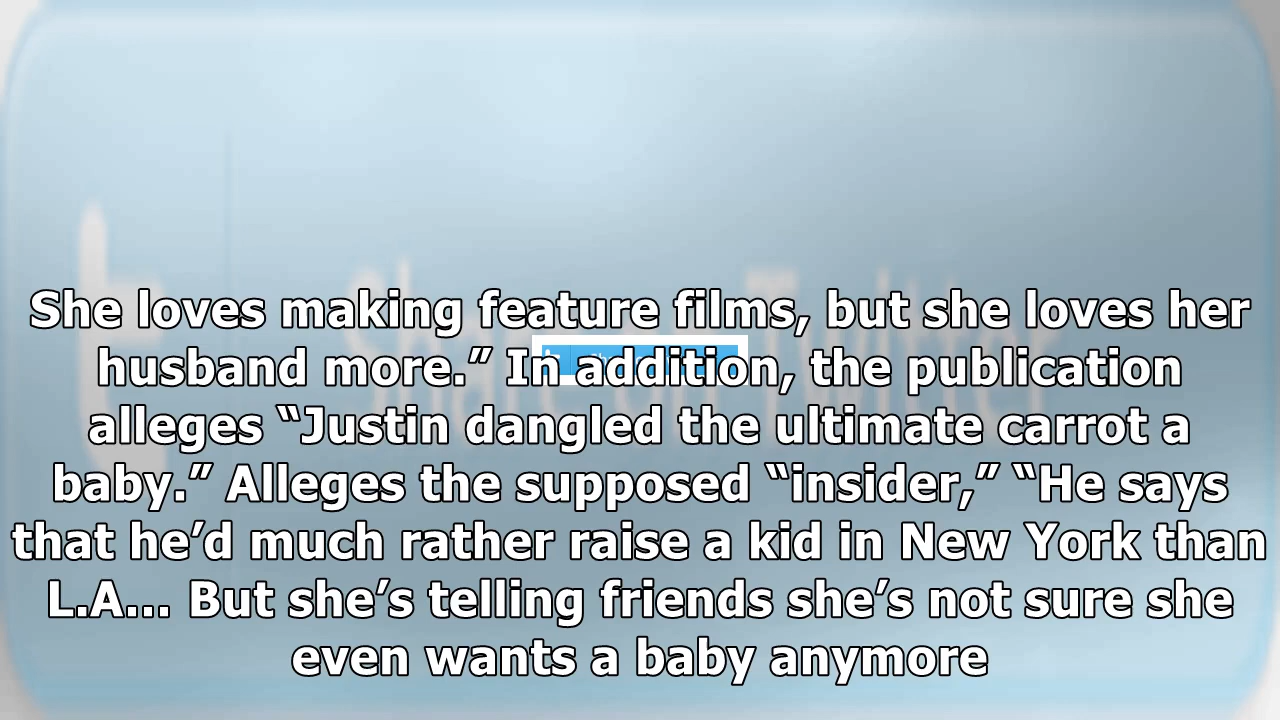 She loves making feature films, but she loves her
husband more.” In addition, the publication
alleges “Justin dangled the ultimate carrot a
baby.” Alleges the supposed “insider,” “He says
that he’d much rather raise a kid in New York than
L.A... But she’s telling friends she’s not sure she
even wants a baby anymore